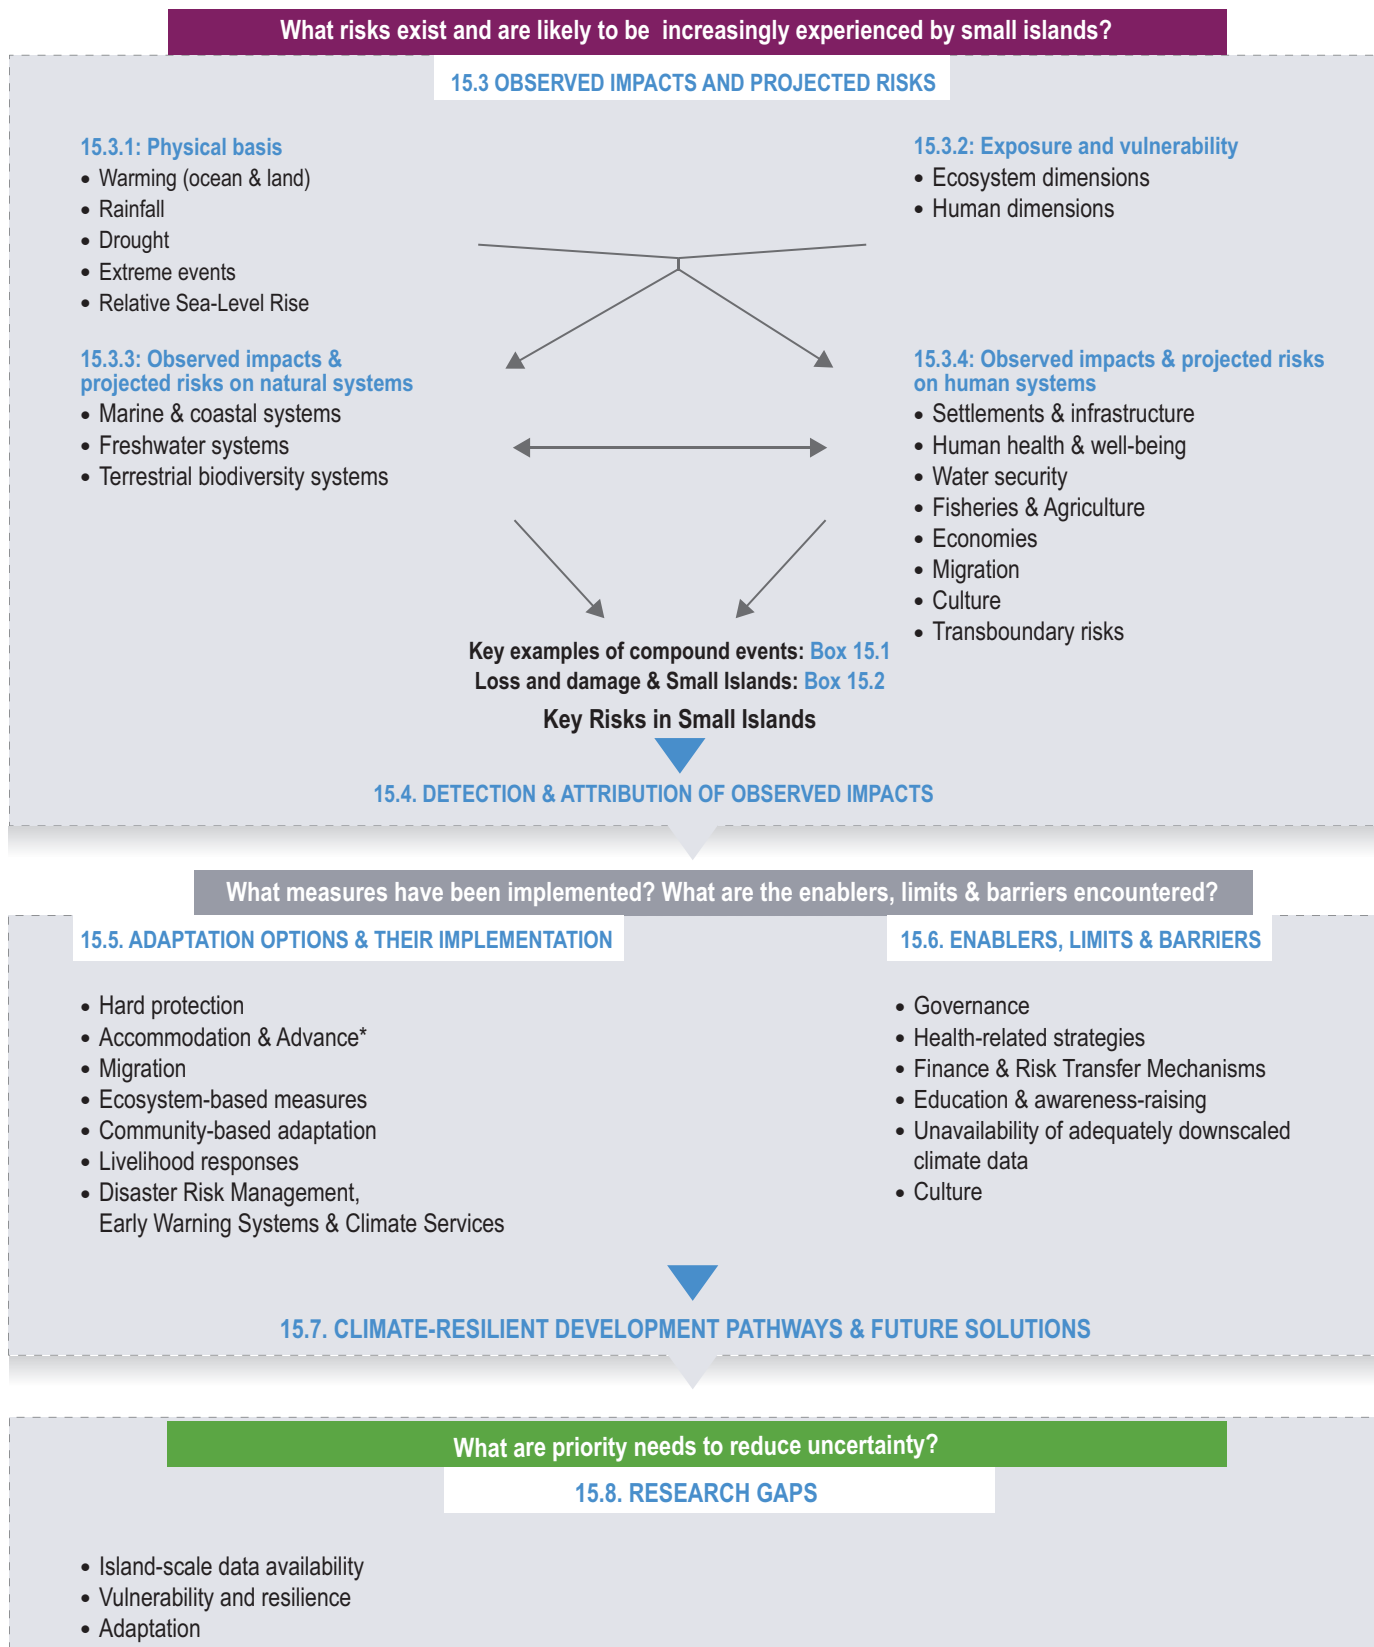 What risks exist and are likely to be increasingly experienced by small islands?
15.3 OBSERVED IMPACTS AND PROJECTED RISKS
15.3.1: Physical basis
• Warming (ocean & land)
• Rainfall
• Drought
• Extreme events
• Relative Sea-Level Rise
15.3.2: Exposure and vulnerability
• Ecosystem dimensions
• Human dimensions
15.3.3: Observed impacts &
projected risks on natural systems
• Marine & coastal systems
• Freshwater systems
• Terrestrial biodiversity systems
15.3.4: Observed impacts & projected risks
on human systems
• Settlements & infrastructure
• Human health & well-being
• Water security
• Fisheries & Agriculture
• Economies
• Migration
• Culture
• Transboundary risks
Key examples of compound events: Box 15.1
Loss and damage & Small Islands: Box 15.2
Key Risks in Small Islands
15.4. DETECTION & ATTRIBUTION OF OBSERVED IMPACTS
What measures have been implemented? What are the enablers, limits & barriers encountered?
15.5. ADAPTATION OPTIONS & THEIR IMPLEMENTATION
• Hard protection
• Accommodation & Advance*
• Migration
• Ecosystem-based measures
• Community-based adaptation
• Livelihood responses
• Disaster Risk Management,
Early Warning Systems & Climate Services
15.6. ENABLERS, LIMITS & BARRIERS
• Governance
• Health-related strategies
• Finance & Risk Transfer Mechanisms
• Education & awareness-raising
• Unavailability of adequately downscaled
climate data
• Culture
15.7. CLIMATE-RESILIENT DEVELOPMENT PATHWAYS & FUTURE SOLUTIONS
What are priority needs to reduce uncertainty?
15.8. RESEARCH GAPS
• Island-scale data availability
• Vulnerability and resilience
• Adaptation